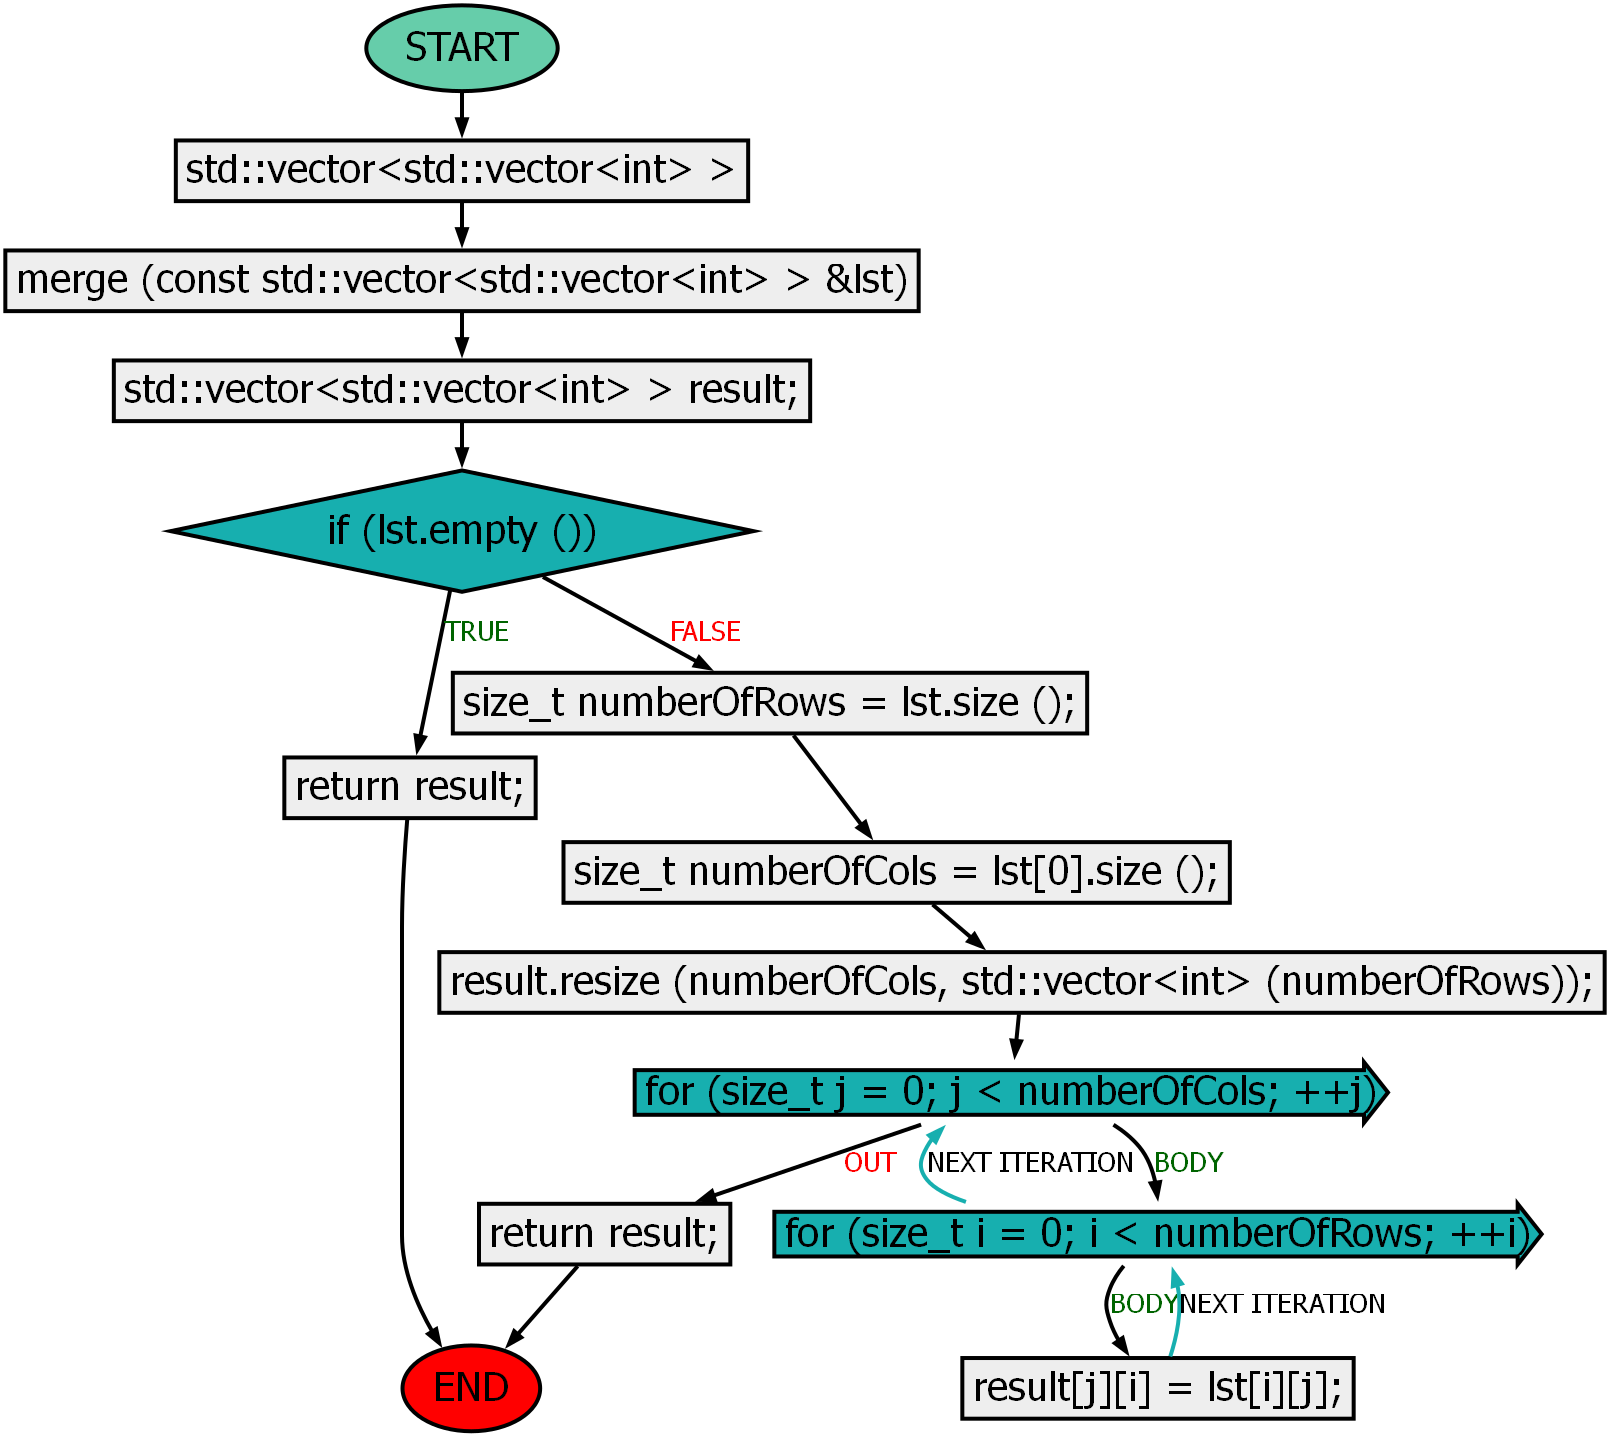 START
std::vector<std::vector<int> >
merge (const std::vector<std::vector<int> > &lst)
std::vector<std::vector<int> > result;
if (lst.empty ())
TRUE
FALSE
size_t numberOfRows = lst.size ();
return result;
size_t numberOfCols = lst[0].size ();
result.resize (numberOfCols, std::vector<int> (numberOfRows));
for (size_t j = 0; j < numberOfCols; ++j)
OUT
NEXT ITERATION
BODY
return result;
for (size_t i = 0; i < numberOfRows; ++i)
BODY
NEXT ITERATION
END
result[j][i] = lst[i][j];